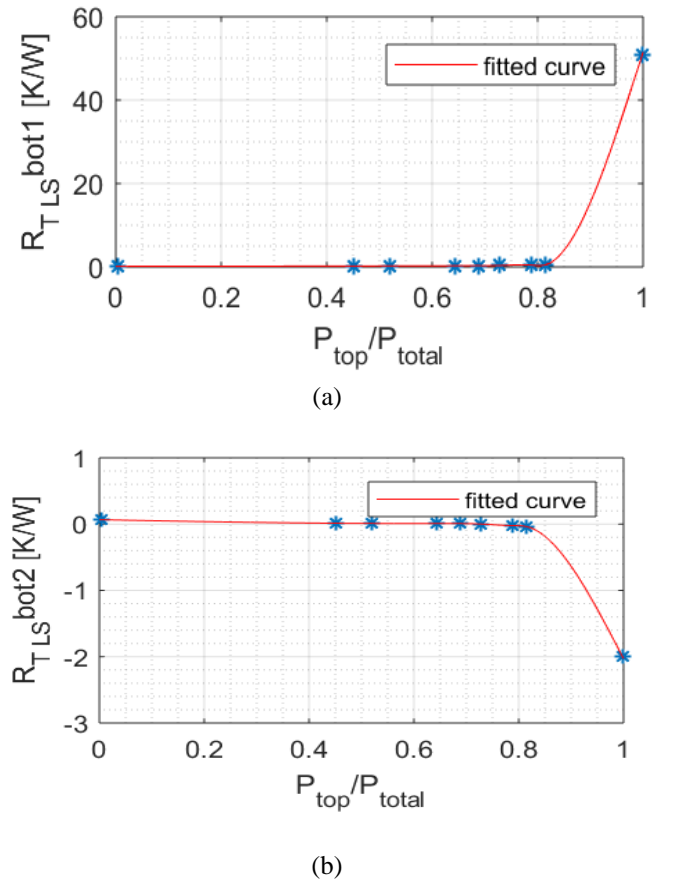 60
40
20
0
R_T LS bot1 [K/W]
fitted curve
0 0.2 0.4 0.6 0.8 1
P_top/P_total
(a)
1
0
-1
-2
-3
R_T LS bot2 [K/W]
fitted curve
0 0.2 0.4 0.6 0.8 1
P_top/P_total
(b)